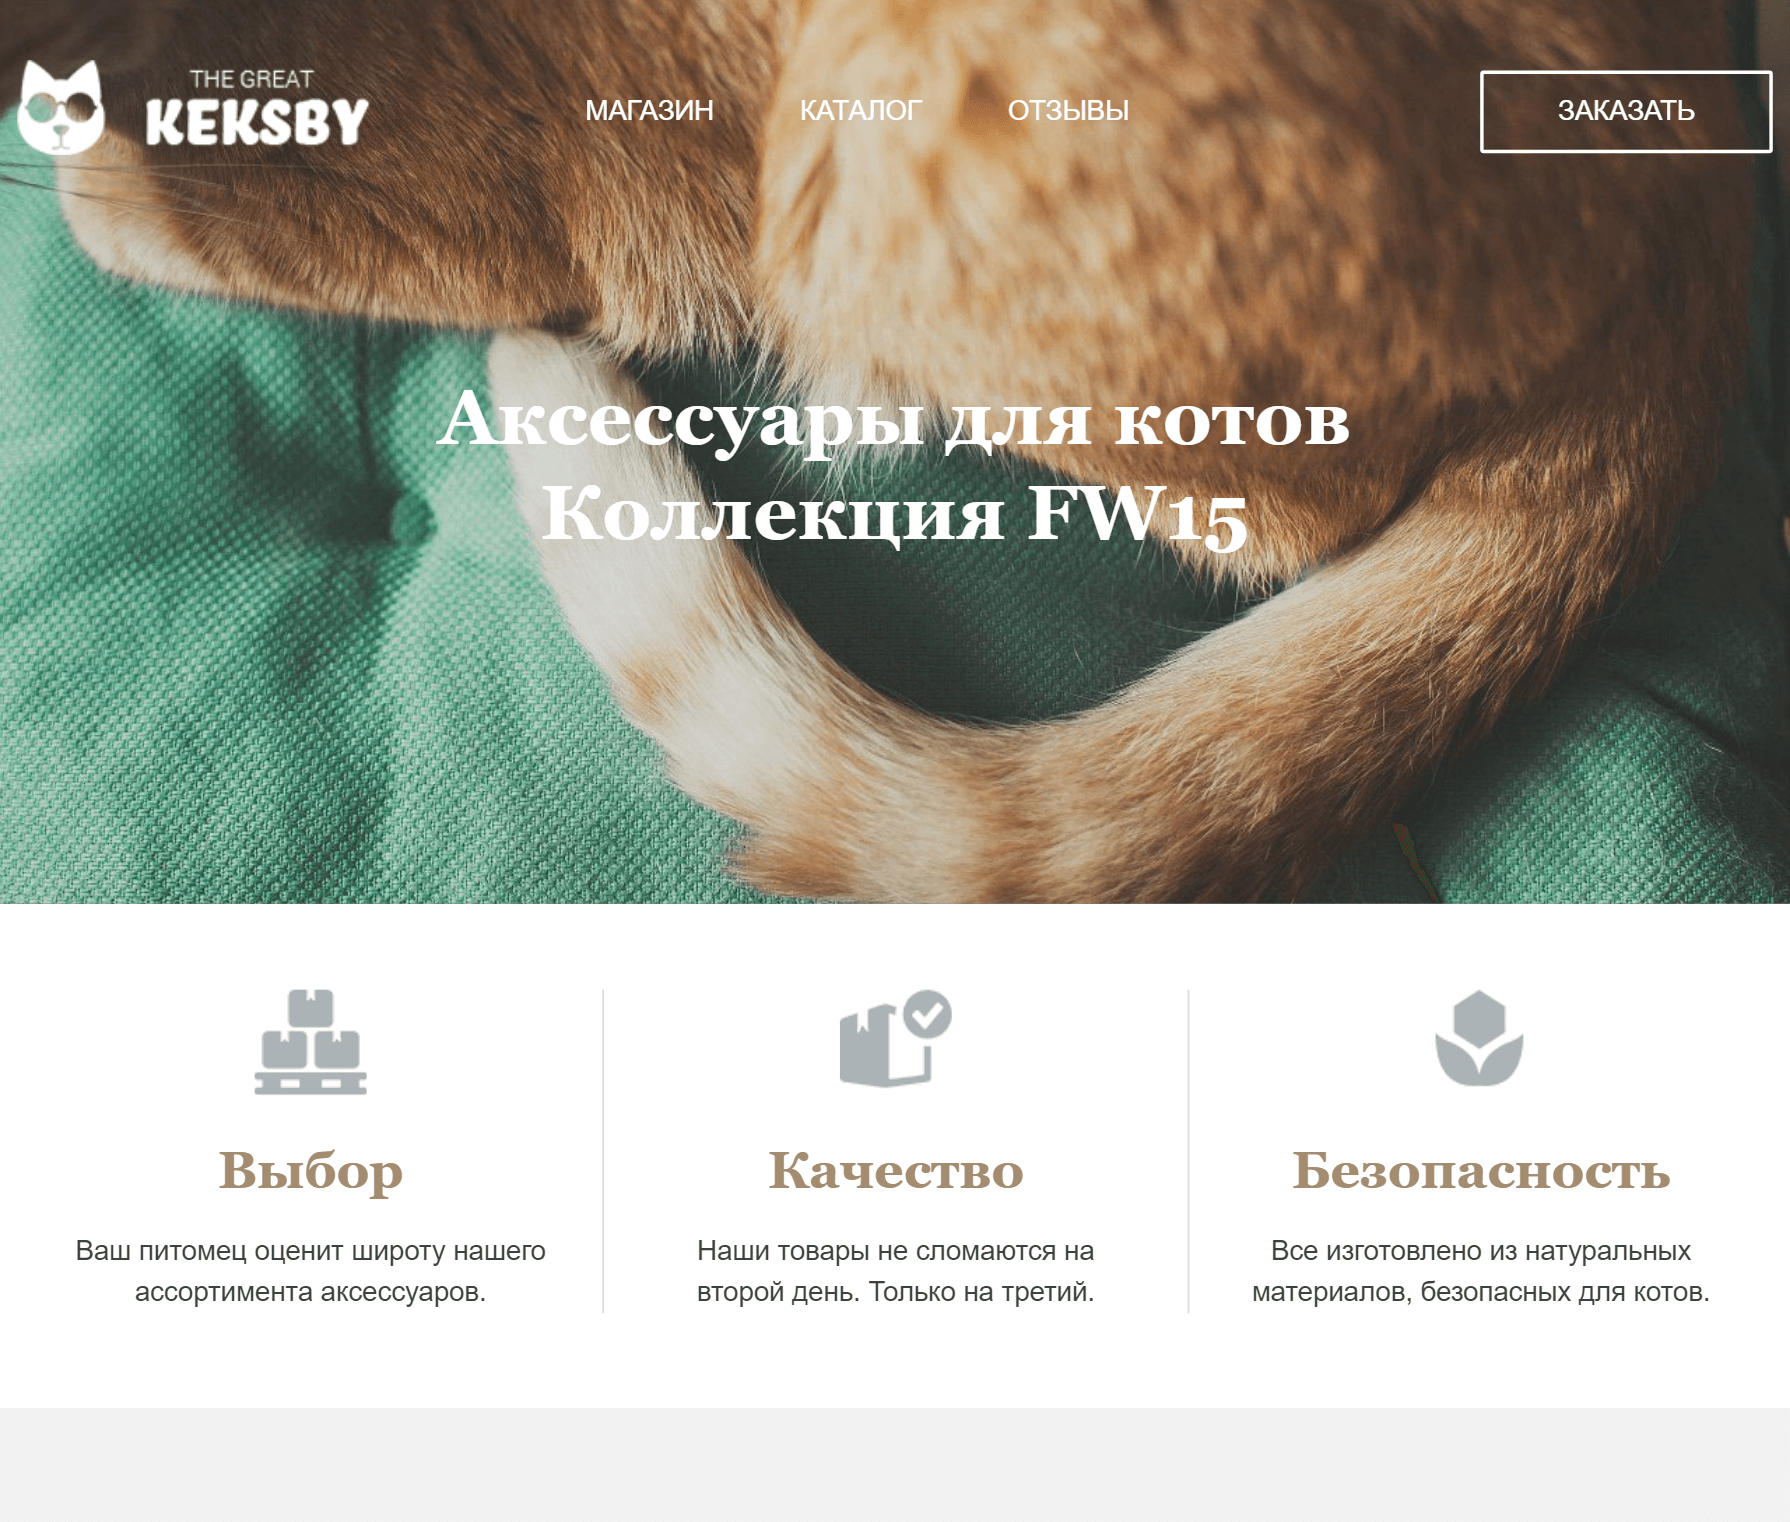 THE GREAT
KEKSBY
МАГАЗИН
КАТАЛОГ
ОТЗЫВЫ
ЗАКАЗАТЬ
Аксессуары для котов
Коллекция FW15
Выбор
Ваш питомец оценит широту нашего
ассортимента аксессуаров.
Качество
Наши товары не сломаются на
второй день. Только на третий.
Безопасность
Все изготовлено из натуральных
материалов, безопасных для котов.